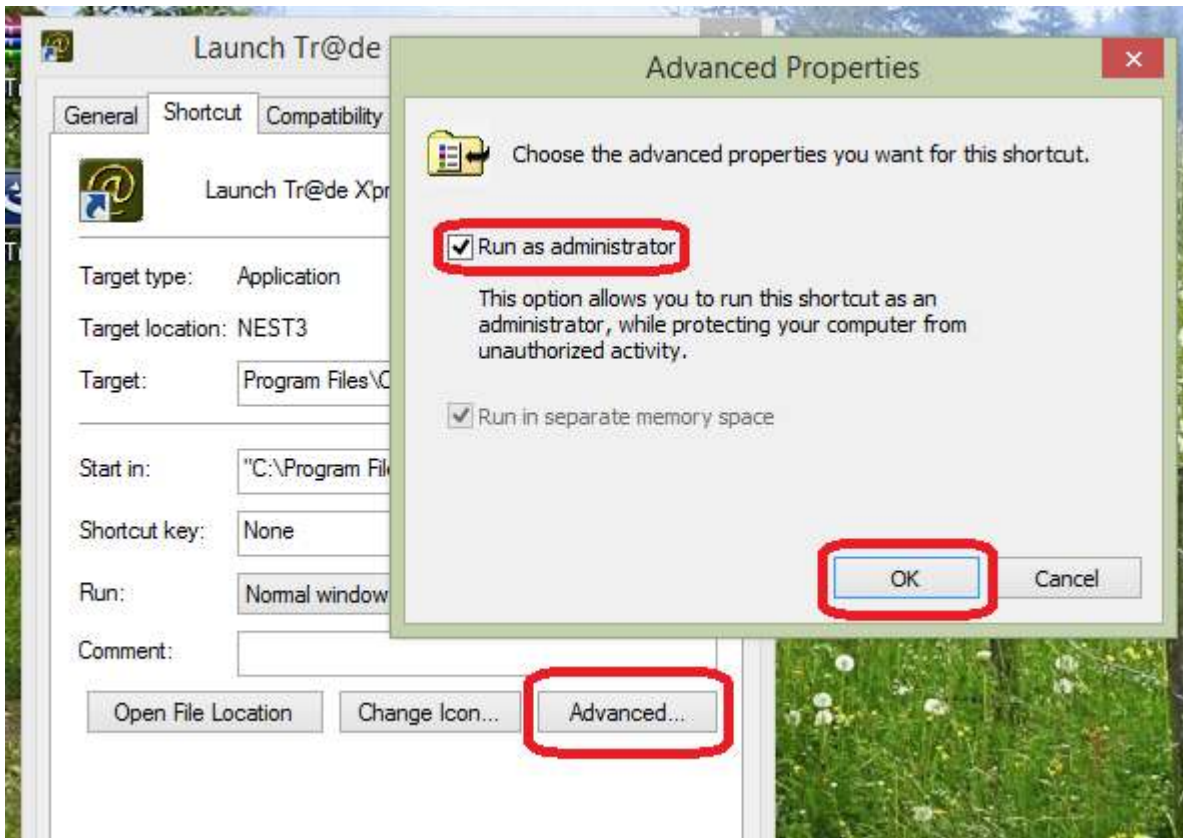 Launch Tr@de
General Shortcut Compatibility
Launch Tr@de X'pr
Target type: Application
Target location: NEST3
Target: Program Files\C
Start in: "C:\Program File
Shortcut key: None
Run: Normal window
Comment:
Open File Location Change Icon... Advanced...
Advanced Properties
Choose the advanced properties you want for this shortcut.
Run as administrator
This option allows you to run this shortcut as an
administrator, while protecting your computer from
unauthorized activity.
Run in separate memory space
OK Cancel